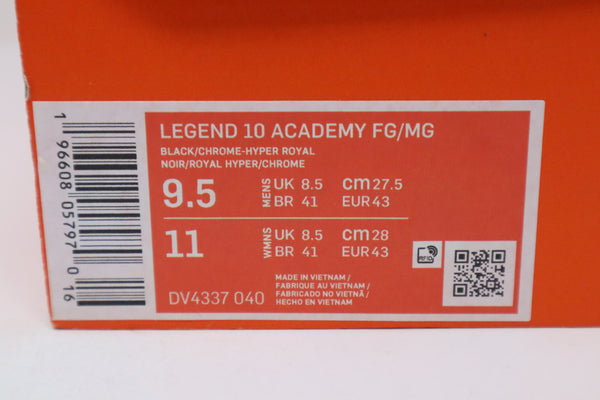 LEGEND 10 ACADEMY FG/MG
BLACK/CHROME-HYPER ROYAL
NOIR/ROYAL HYPER/CHROME
9.5 MENS UK 8.5 cm 27.5
BR 41 EUR 43
11 WMNS UK 8.5 cm 28
BR 41 EUR 43
RFID
MADE IN VIETNAM/
FABRIQUE AU VIETNAM/
FABRICADO NO VIETNÃ/
HECHO EN VIETNAM
DV4337 040
1 96608 05797 0 16